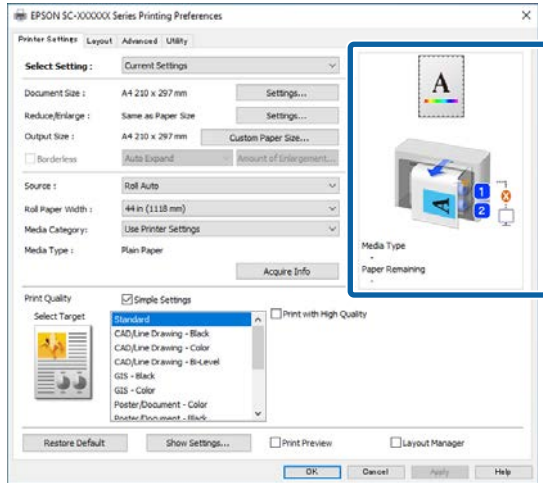 EPSON SC-XXXXXX Series Printing Preferences
Printer Settings Layout Advanced Utility
Select Setting : Current Settings
Document Size : A4 210 x 297 mm Settings...
Reduce/Enlarge : Same as Paper Size Settings...
Output Size : A4 210 x 297 mm Custom Paper Size...
Borderless Auto Expand Amount of Enlargement...
Source : Roll Auto
Roll Paper Width : 44 in (1118 mm)
Media Category: Use Printer Settings
Media Type : Plain Paper
Acquire Info
A
A
1
2
Media Type
-
Paper Remaining
-
Print Quality Simple Settings
Select Target
Standard
CAD/Line Drawing - Black
CAD/Line Drawing - Color
CAD/Line Drawing - Bi-Level
GIS - Black
GIS - Color
Poster/Document - Color
Poster/Document - Black
Print with High Quality
Restore Default Show Settings... Print Preview Layout Manager
OK Cancel Apply Help